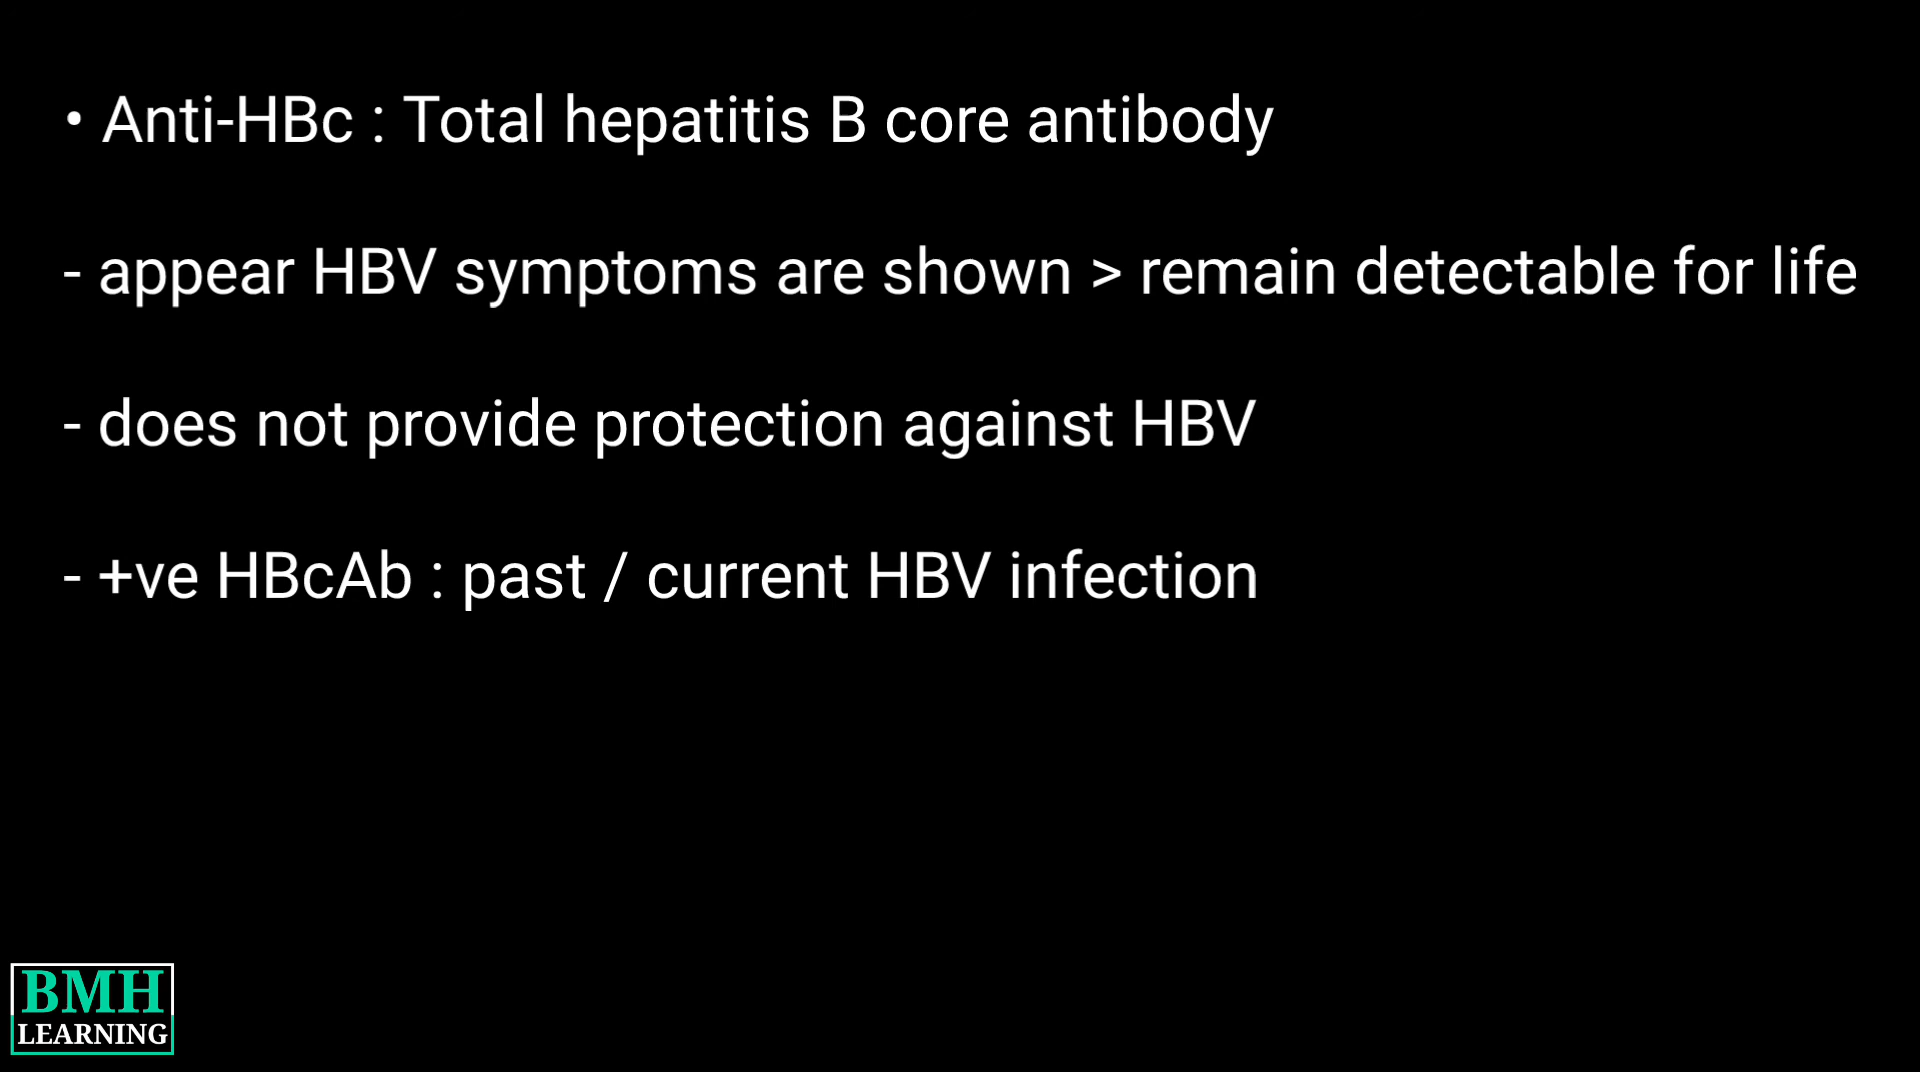 • Anti-HBc : Total hepatitis B core antibody
- appear HBV symptoms are shown > remain detectable for life
- does not provide protection against HBV
- +ve HBcAb : past / current HBV infection
BMH
LEARNING